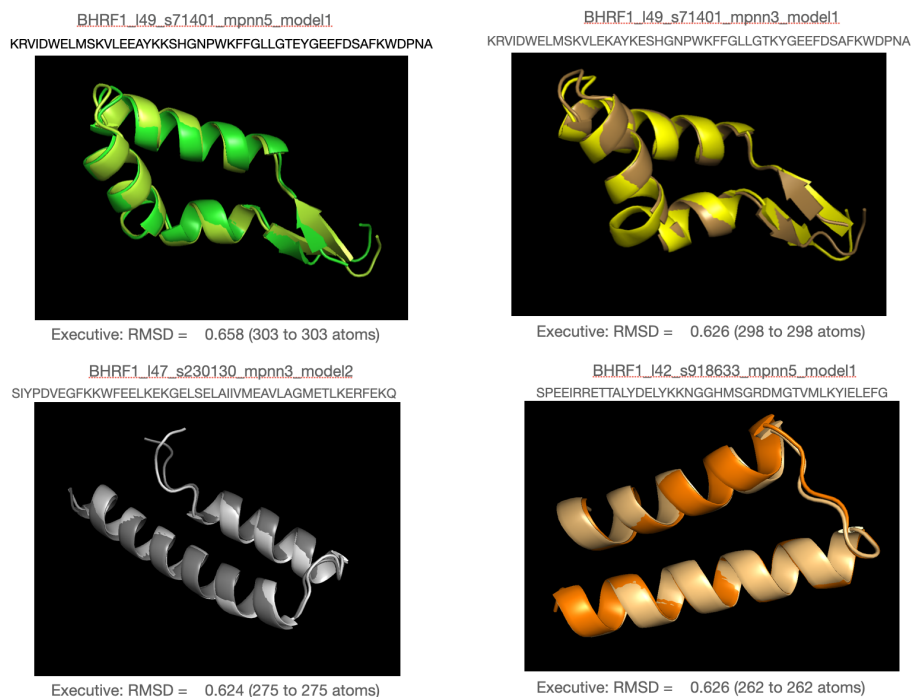 BHRF1_l49_s71401_mpnn5_model1
KRVIDWELMSKVLEEAYKKSHGNPWKFFGLLGTEYGEEFDSAFKWDPNA
Executive: RMSD = 0.658 (303 to 303 atoms)
BHRF1_l49_s71401_mpnn3_model1
KRVIDWELMSKVLEKAYKESHGNPWKFFGLLGTKYGEEFDSAFKWDPNA
Executive: RMSD = 0.626 (298 to 298 atoms)
BHRF1_l47_s230130_mpnn3_model2
SIYPDVEGFKKWFEELKEKGELSELAIIVMEAVLAGMETLKERFEKQ
Executive: RMSD = 0.624 (275 to 275 atoms)
BHRF1_l42_s918633_mpnn5_model1
SPEEIRRETTALYDELYKKNGGHMSGRDMGTVMLKYIELEFG
Executive: RMSD = 0.626 (262 to 262 atoms)